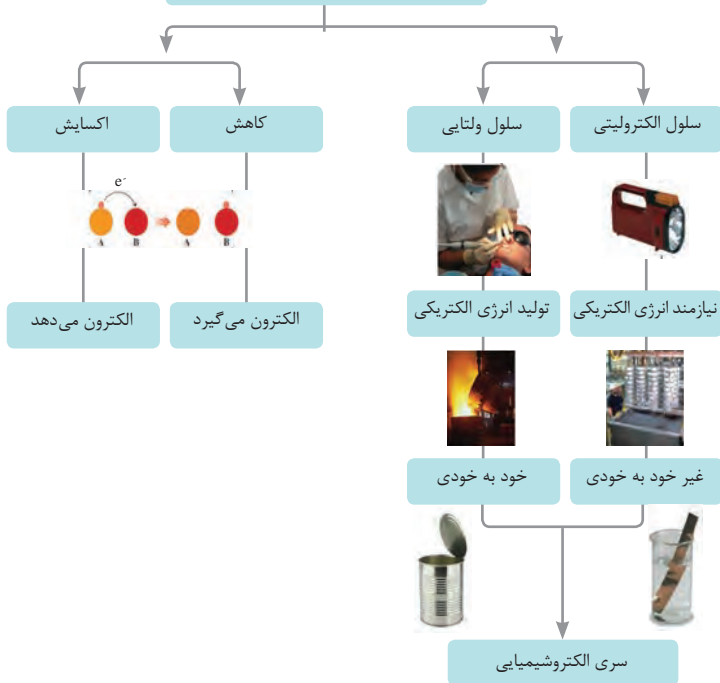 سلول الکترولیتی
سلول ولتایی
کاهش
اکسایش
e-
A B A B
نیازمند انرژی الکتریکی
تولید انرژی الکتریکی
الکترون می‌گیرد
الکترون می‌دهد
غیر خود به خودی
خود به خودی
سری الکتروشیمیایی